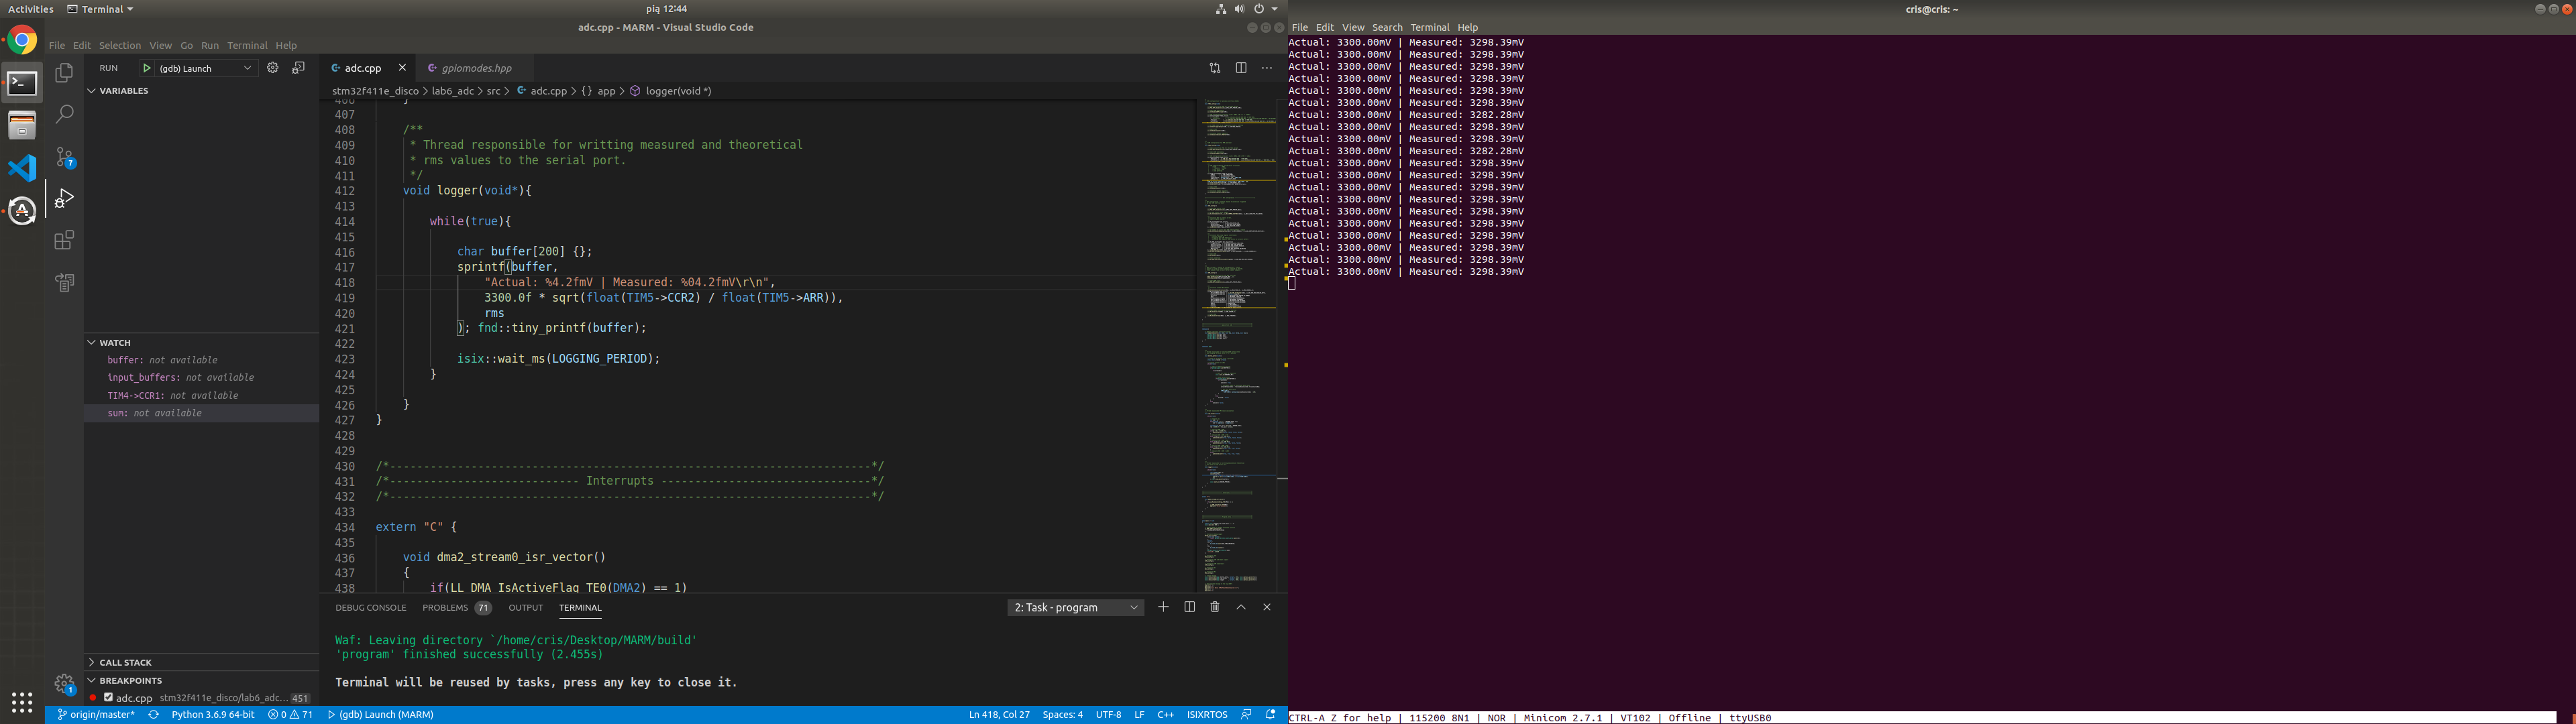 Activities Terminal pią 12:44
adc.cpp - MARM - Visual Studio Code
File Edit Selection View Go Run Terminal Help
RUN (gdb) Launch
VARIABLES
WATCH
buffer: not available
input_buffers: not available
TIM4->CCR1: not available
sum: not available
CALL STACK
BREAKPOINTS
adc.cpp stm32f411e_disco/lab6_adc... 451
7
1
adc.cpp gpiomodes.hpp
stm32f411e_disco > lab6_adc > src > adc.cpp > {} app > logger(void *)
406 }
407
408 /**
409 * Thread responsible for writting measured and theoretical
410 * rms values to the serial port.
411 */
412 void logger(void*){
413
414 while(true){
415
416 char buffer[200] {};
417 sprintf(buffer,
418 "Actual: %4.2fmV | Measured: %04.2fmV\r\n",
419 3300.0f * sqrt(float(TIM5->CCR2) / float(TIM5->ARR)),
420 rms
421 ); fnd::tiny_printf(buffer);
422
423 isix::wait_ms(LOGGING_PERIOD);
424 }
425
426 }
427 }
428
429
430 /*-----------------------------------------------------------------------*/
431 /*---------------------------- Interrupts -------------------------------*/
432 /*-----------------------------------------------------------------------*/
433
434 extern "C" {
435
436 void dma2_stream0_isr_vector()
437 {
438 if(LL_DMA_IsActiveFlag_TE0(DMA2) == 1)
DEBUG CONSOLE PROBLEMS 71 OUTPUT TERMINAL 2: Task - program
Waf: Leaving directory `/home/cris/Desktop/MARM/build'
'program' finished successfully (2.455s)
Terminal will be reused by tasks, press any key to close it.
origin/master* Python 3.6.9 64-bit 0 71 (gdb) Launch (MARM) Ln 418, Col 27 Spaces: 4 UTF-8 LF C++ ISIXRTOS
cris@cris: ~
File Edit View Search Terminal Help
Actual: 3300.00mV | Measured: 3298.39mV
Actual: 3300.00mV | Measured: 3298.39mV
Actual: 3300.00mV | Measured: 3298.39mV
Actual: 3300.00mV | Measured: 3298.39mV
Actual: 3300.00mV | Measured: 3298.39mV
Actual: 3300.00mV | Measured: 3298.39mV
Actual: 3300.00mV | Measured: 3282.28mV
Actual: 3300.00mV | Measured: 3298.39mV
Actual: 3300.00mV | Measured: 3298.39mV
Actual: 3300.00mV | Measured: 3282.28mV
Actual: 3300.00mV | Measured: 3298.39mV
Actual: 3300.00mV | Measured: 3298.39mV
Actual: 3300.00mV | Measured: 3298.39mV
Actual: 3300.00mV | Measured: 3298.39mV
Actual: 3300.00mV | Measured: 3298.39mV
Actual: 3300.00mV | Measured: 3298.39mV
Actual: 3300.00mV | Measured: 3298.39mV
Actual: 3300.00mV | Measured: 3298.39mV
Actual: 3300.00mV | Measured: 3298.39mV
Actual: 3300.00mV | Measured: 3298.39mV
CTRL-A Z for help | 115200 8N1 | NOR | Minicom 2.7.1 | VT102 | Offline | ttyUSB0